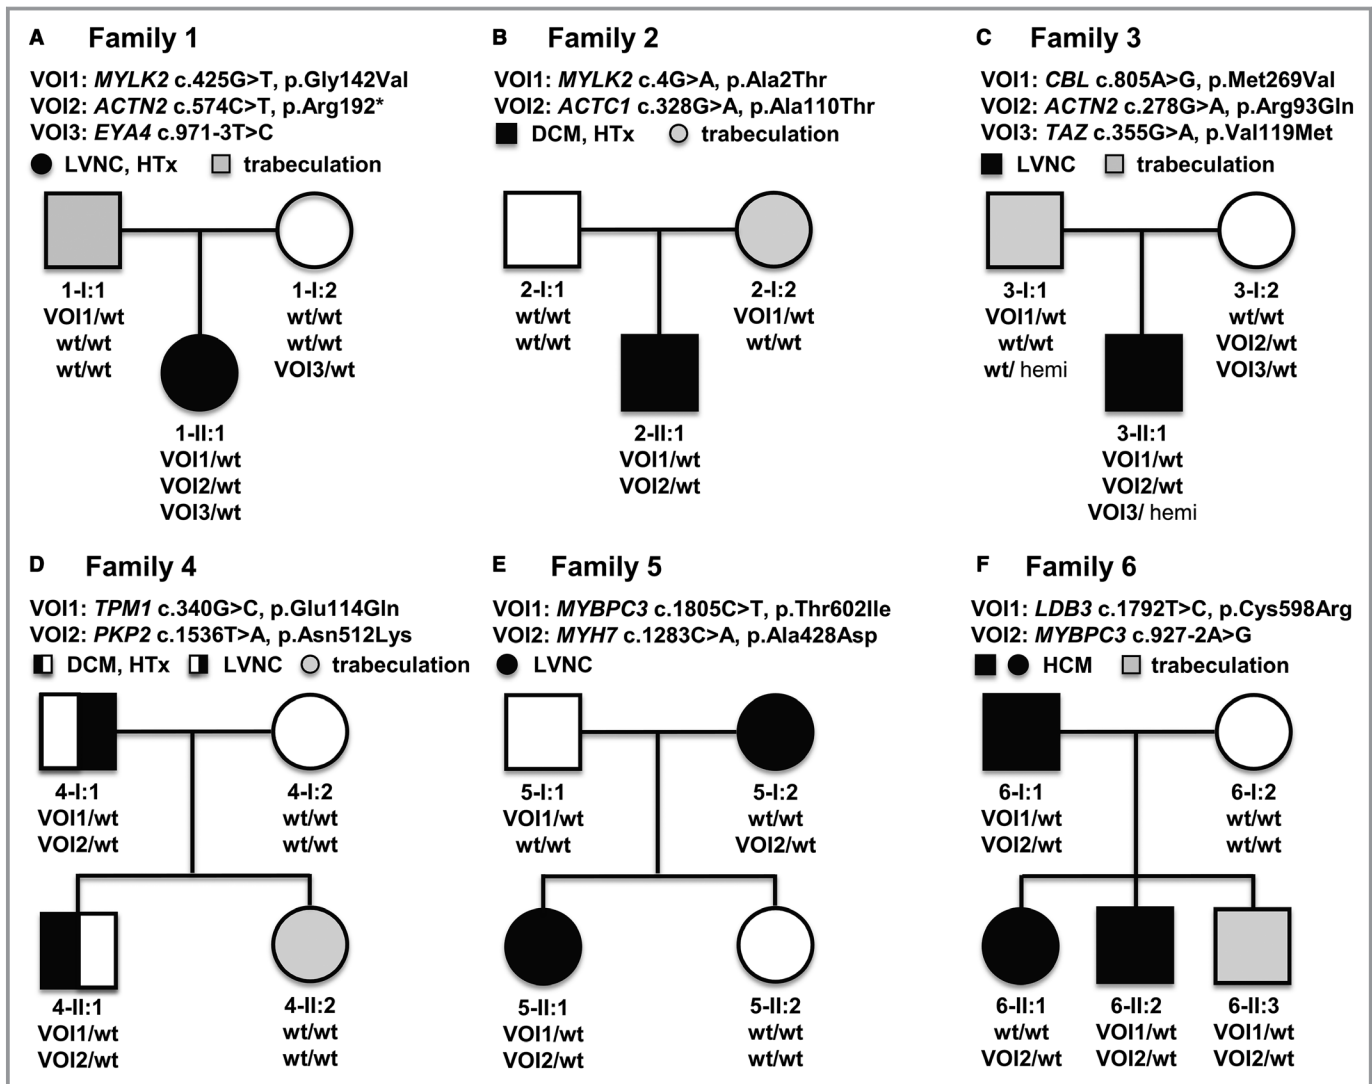 A Family 1
VOI1: MYLK2 c.425G>T, p.Gly142Val
VOI2: ACTN2 c.574C>T, p.Arg192*
VOI3: EYA4 c.971-3T>C
LVNC, HTx trabeculation
1-I:1 1-I:2
VOI1/wt wt/wt
wt/wt wt/wt
wt/wt VOI3/wt
1-II:1
VOI1/wt
VOI2/wt
VOI3/wt
B Family 2
VOI1: MYLK2 c.4G>A, p.Ala2Thr
VOI2: ACTC1 c.328G>A, p.Ala110Thr
DCM, HTx trabeculation
2-I:1 2-I:2
wt/wt VOI1/wt
wt/wt wt/wt
2-II:1
VOI1/wt
VOI2/wt
C Family 3
VOI1: CBL c.805A>G, p.Met269Val
VOI2: ACTN2 c.278G>A, p.Arg93Gln
VOI3: TAZ c.355G>A, p.Val119Met
LVNC trabeculation
3-I:1 3-I:2
VOI1/wt wt/wt
wt/wt VOI2/wt
wt/ hemi VOI3/wt
3-II:1
VOI1/wt
VOI2/wt
VOI3/ hemi
D Family 4
VOI1: TPM1 c.340G>C, p.Glu114Gln
VOI2: PKP2 c.1536T>A, p.Asn512Lys
DCM, HTx LVNC trabeculation
4-I:1 4-I:2
VOI1/wt wt/wt
VOI2/wt wt/wt
4-II:1 4-II:2
VOI1/wt wt/wt
VOI2/wt wt/wt
E Family 5
VOI1: MYBPC3 c.1805C>T, p.Thr602Ile
VOI2: MYH7 c.1283C>A, p.Ala428Asp
LVNC
5-I:1 5-I:2
VOI1/wt wt/wt
wt/wt VOI2/wt
5-II:1 5-II:2
VOI1/wt wt/wt
VOI2/wt wt/wt
F Family 6
VOI1: LDB3 c.1792T>C, p.Cys598Arg
VOI2: MYBPC3 c.927-2A>G
HCM trabeculation
6-I:1 6-I:2
VOI1/wt wt/wt
VOI2/wt wt/wt
6-II:1 6-II:2 6-II:3
wt/wt VOI1/wt VOI1/wt
VOI2/wt VOI2/wt VOI2/wt